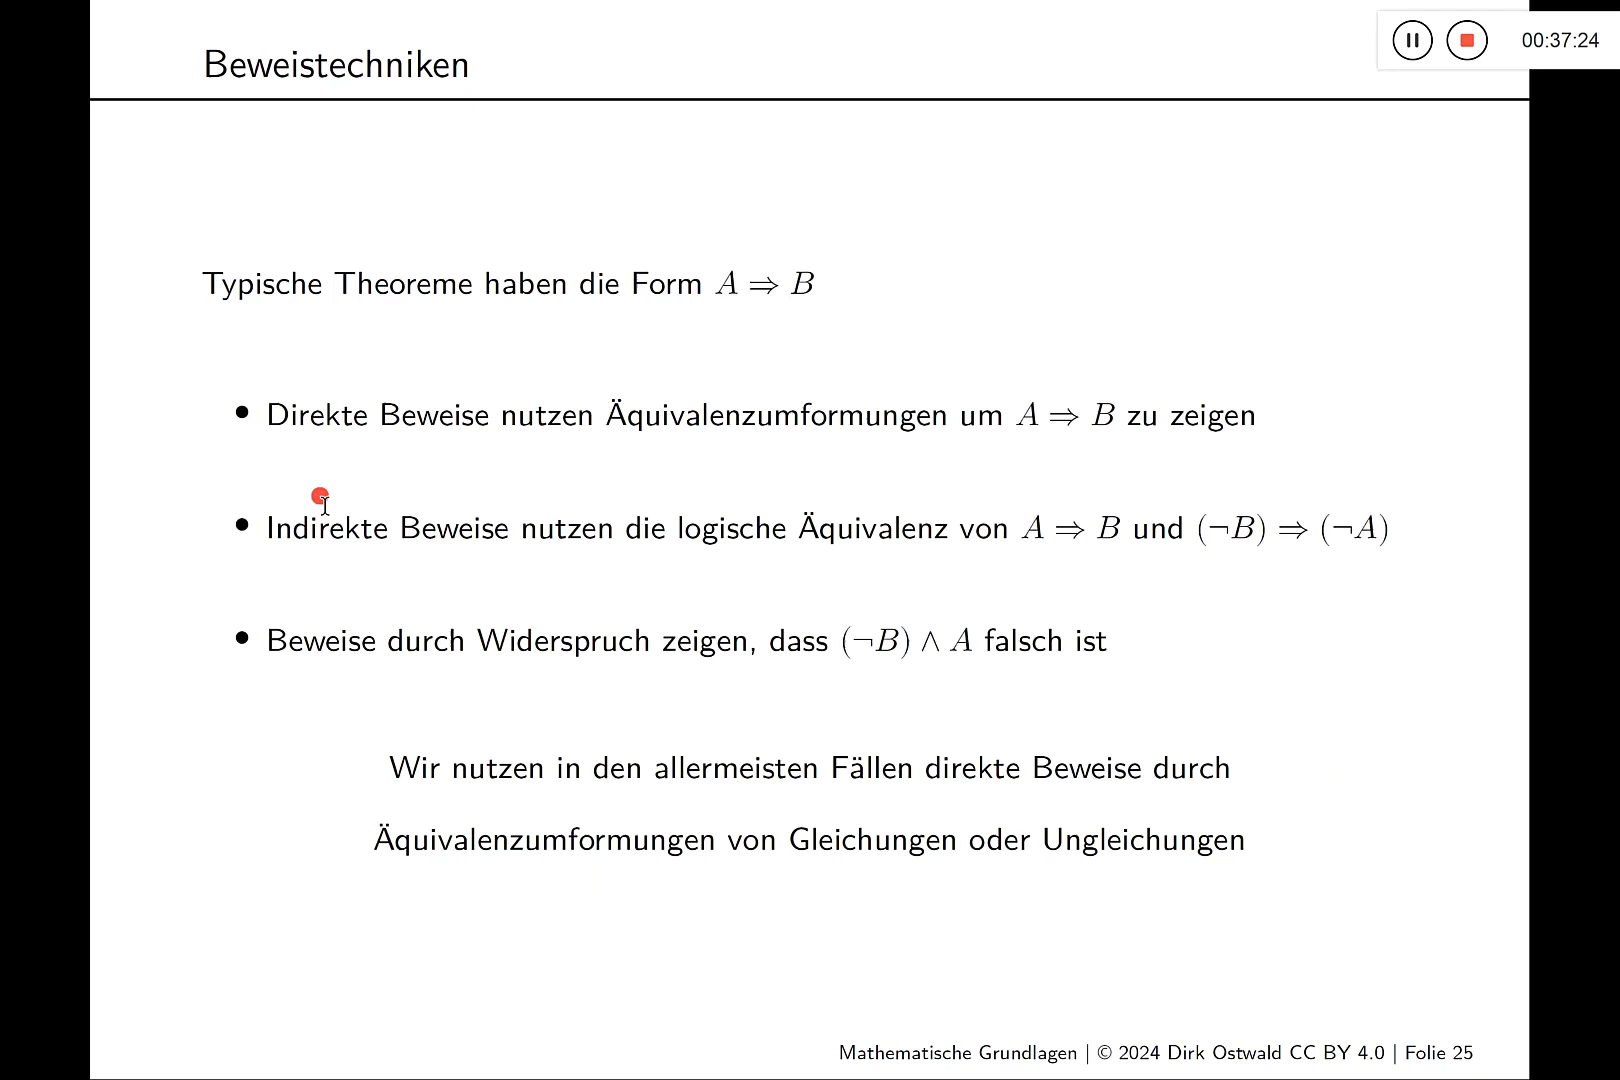 Beweistechniken
00:37:24
Typische Theoreme haben die Form A ⇒ B
• Direkte Beweise nutzen Äquivalenzumformungen um A ⇒ B zu zeigen
• Indirekte Beweise nutzen die logische Äquivalenz von A ⇒ B und (¬B) ⇒ (¬A)
• Beweise durch Widerspruch zeigen, dass (¬B) ∧ A falsch ist
Wir nutzen in den allermeisten Fällen direkte Beweise durch
Äquivalenzumformungen von Gleichungen oder Ungleichungen
Mathematische Grundlagen | © 2024 Dirk Ostwald CC BY 4.0 | Folie 25